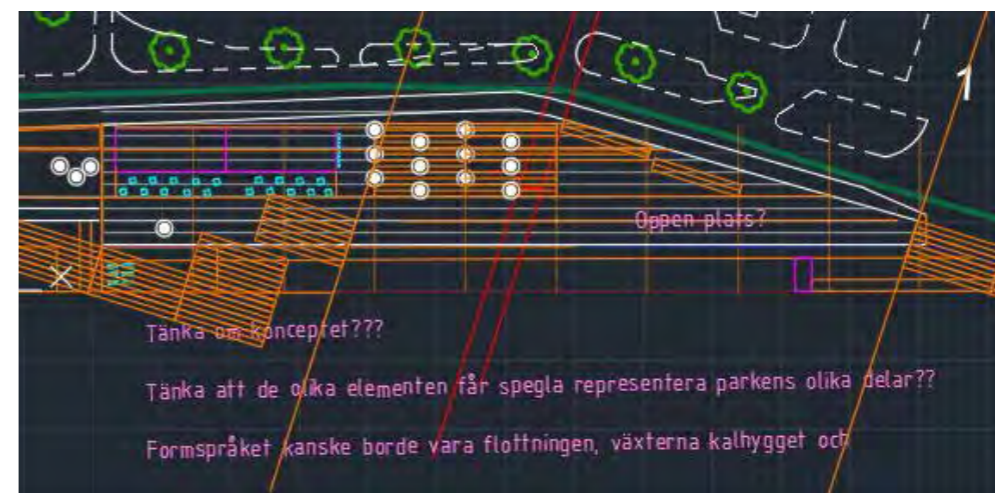 1
Öppen plats?
Tänka om konceptet???
Tänka att de olika elementen får spegla representera parkens olika delar??
Formspråket kanske borde vara flottningen, växterna kalhygget och